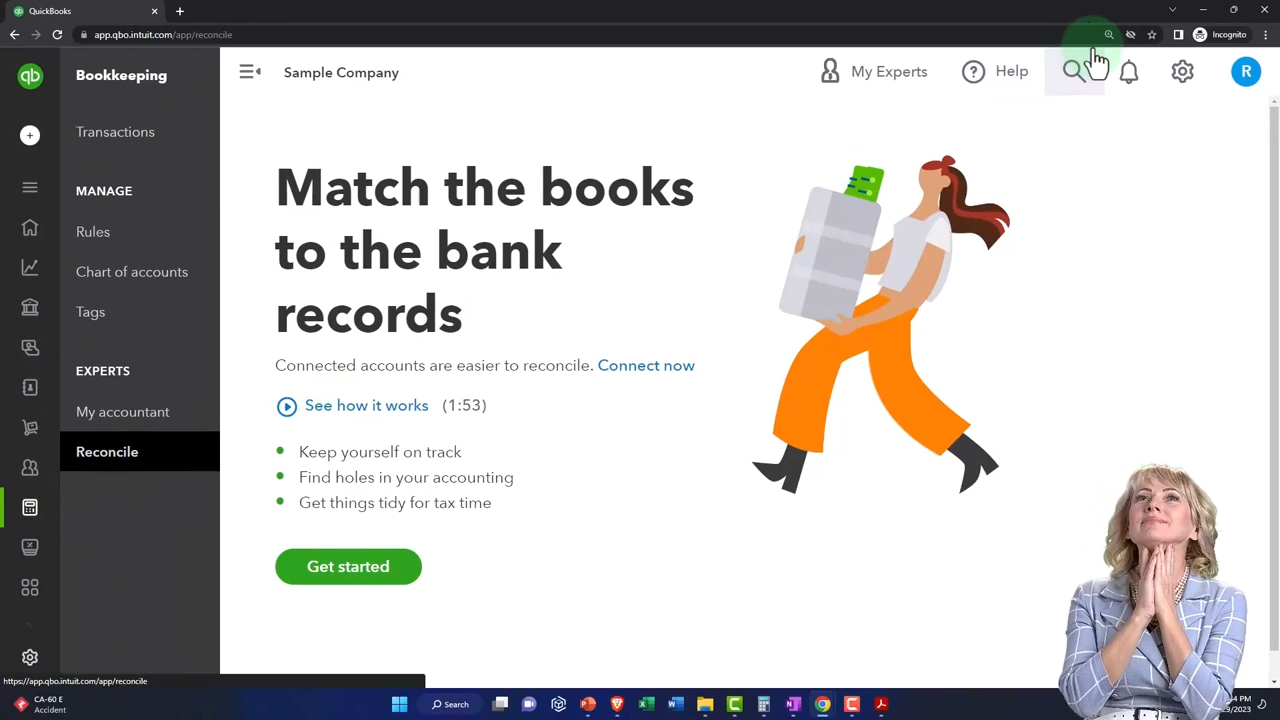 QuickBooks
app.qbo.intuit.com/app/reconcile
Incognito
qb
Bookkeeping
Sample Company
My Experts
Help
R
Transactions
MANAGE
Rules
Chart of accounts
Tags
EXPERTS
My accountant
Reconcile
Match the books
to the bank
records
Connected accounts are easier to reconcile. Connect now
See how it works (1:53)
Keep yourself on track
Find holes in your accounting
Get things tidy for tax time
Get started
https://app.qbo.intuit.com/app/reconcile
CA-60 E
Accident
Search